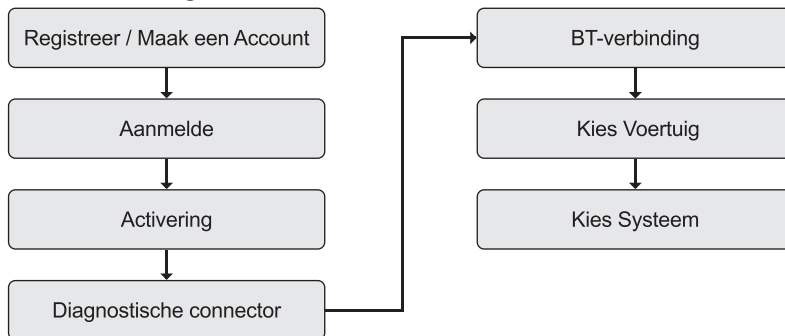 Registreer / Maak een Account
Aanmelde
Activering
Diagnostische connector
BT-verbinding
Kies Voertuig
Kies Systeem